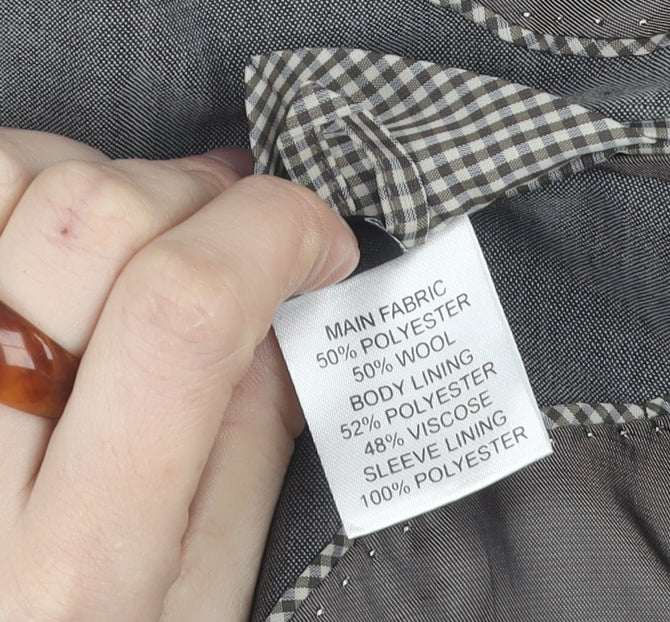 MAIN FABRIC
50% POLYESTER
50% WOOL
BODY LINING
52% POLYESTER
48% VISCOSE
SLEEVE LINING
100% POLYESTER